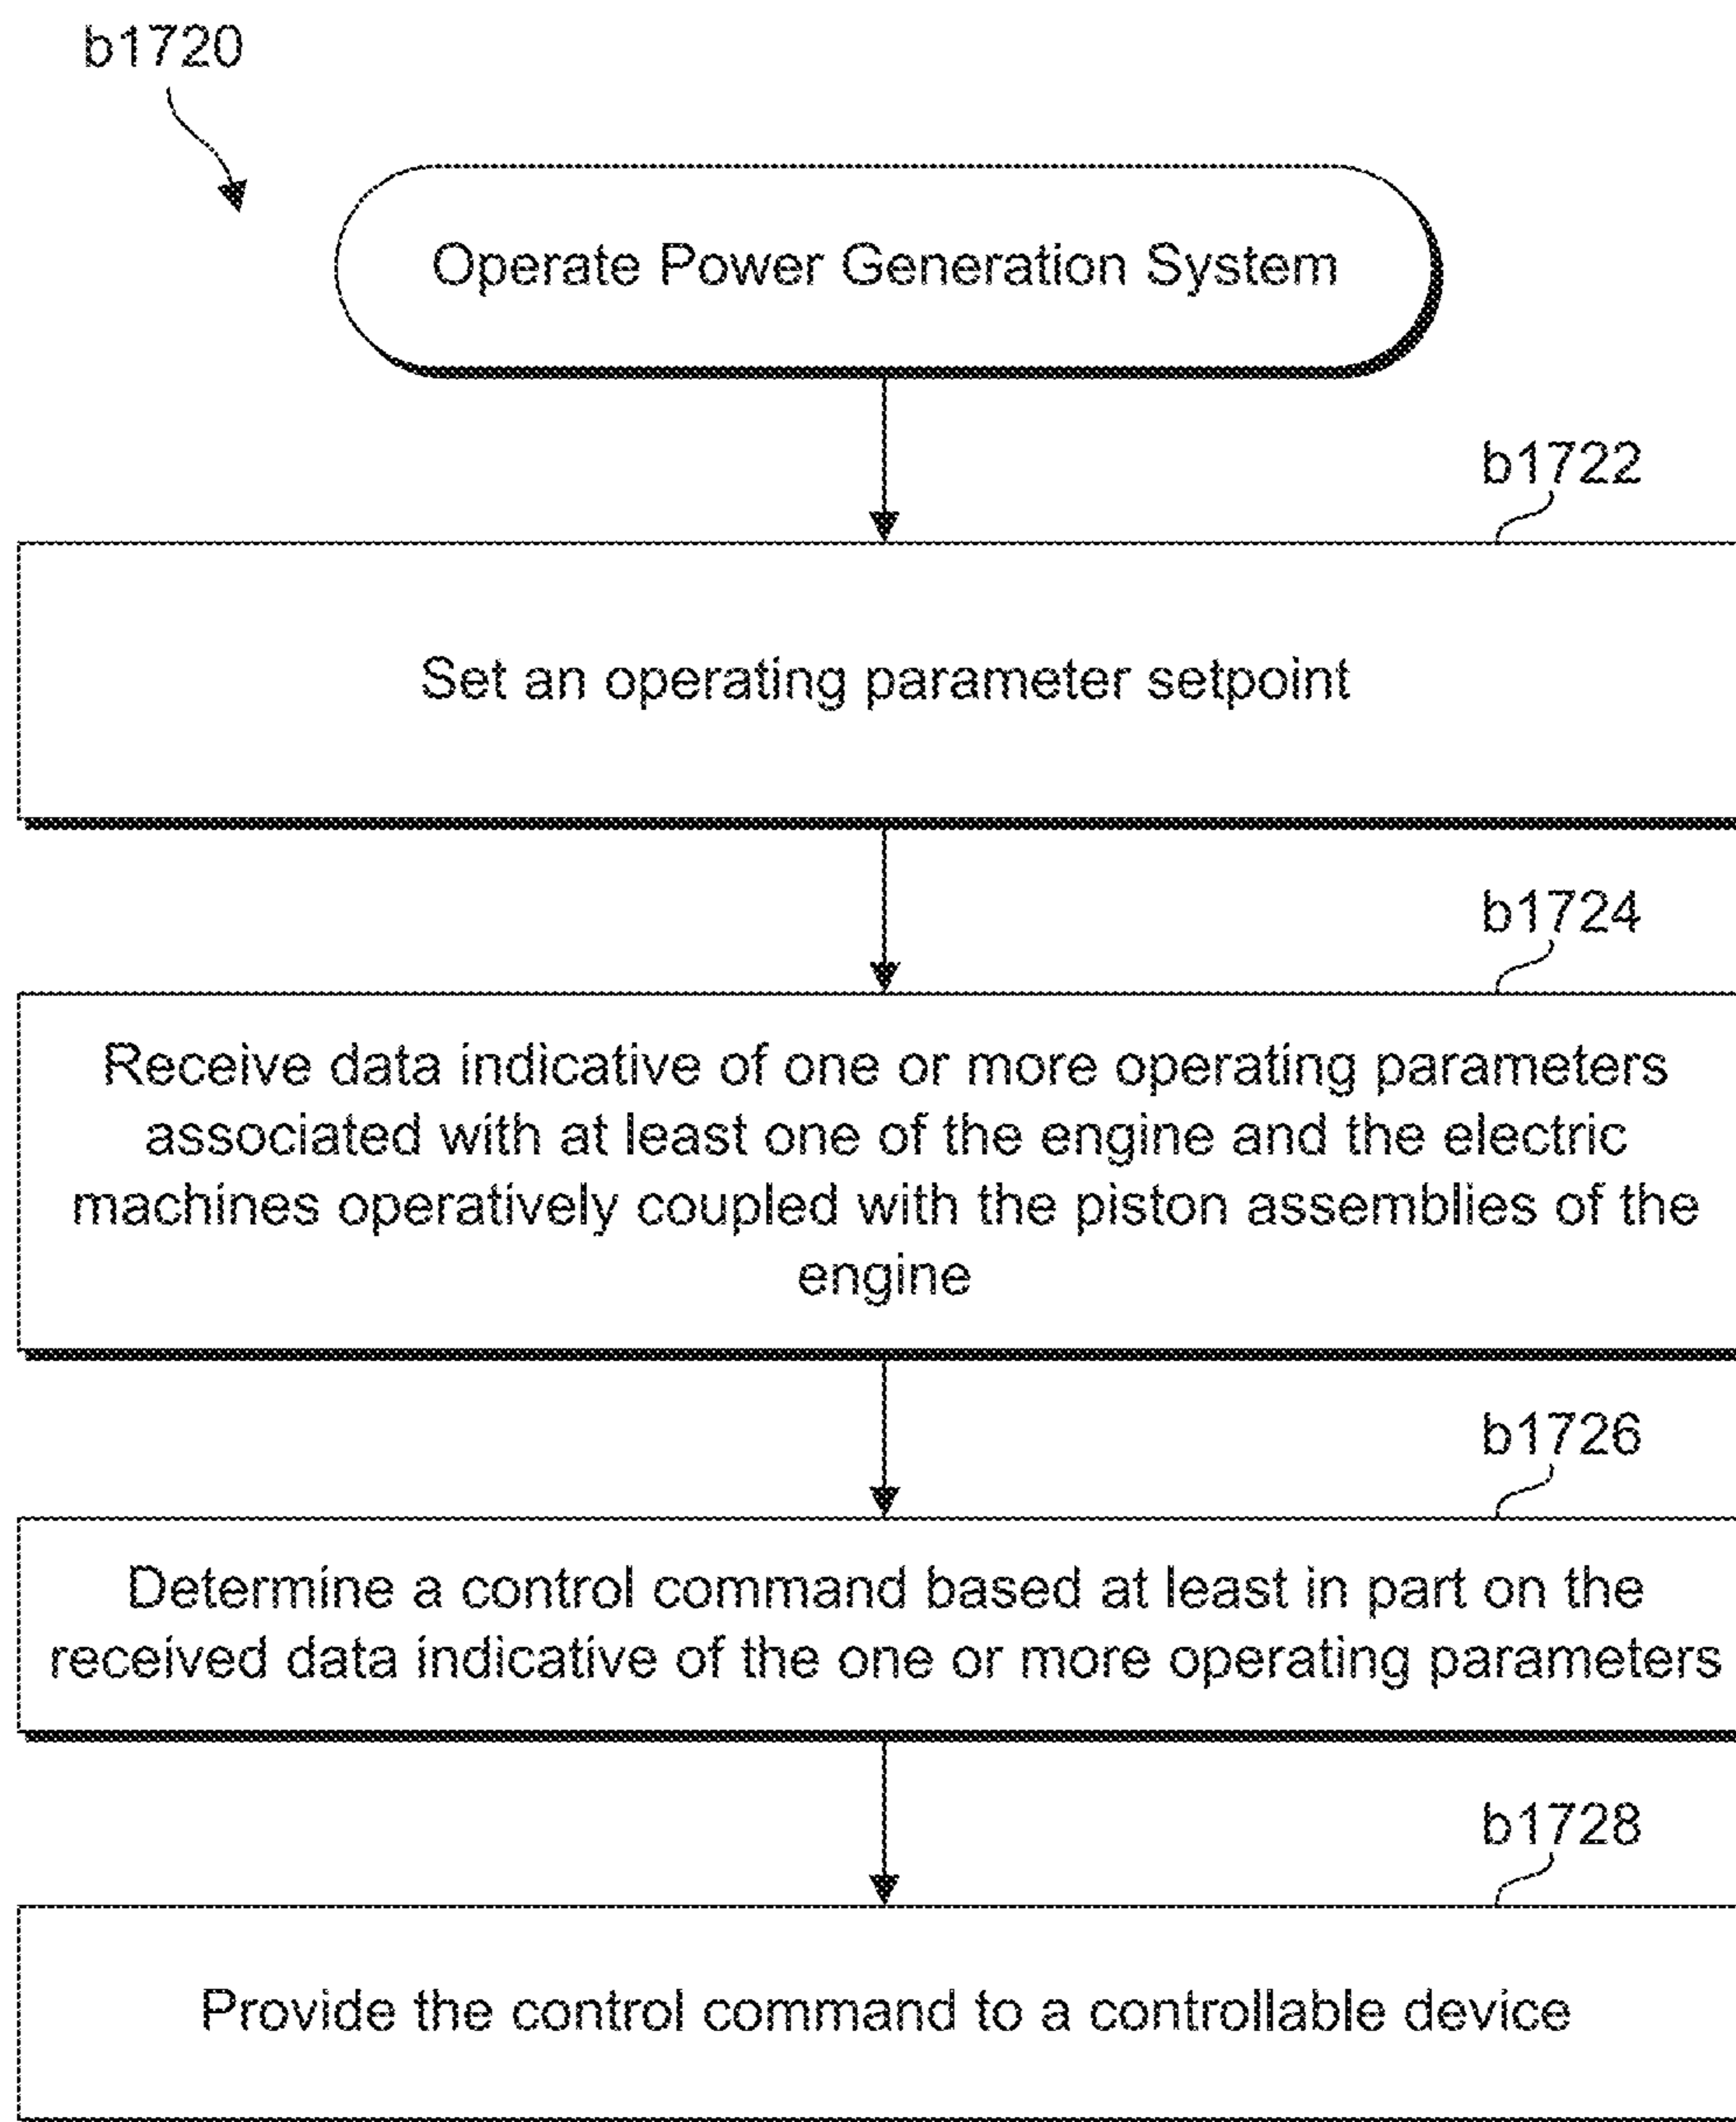 b1720
Operate Power Generation System
b1722
Set an operating parameter setpoint
b1724
Receive data indicative of one or more operating parameters
associated with at least one of the engine and the electric
machines operatively coupled with the piston assemblies of the
engine
b1726
Determine a control command based at least in part on the
received data indicative of the one or more operating parameters
b1728
Provide the control command to a controllable device